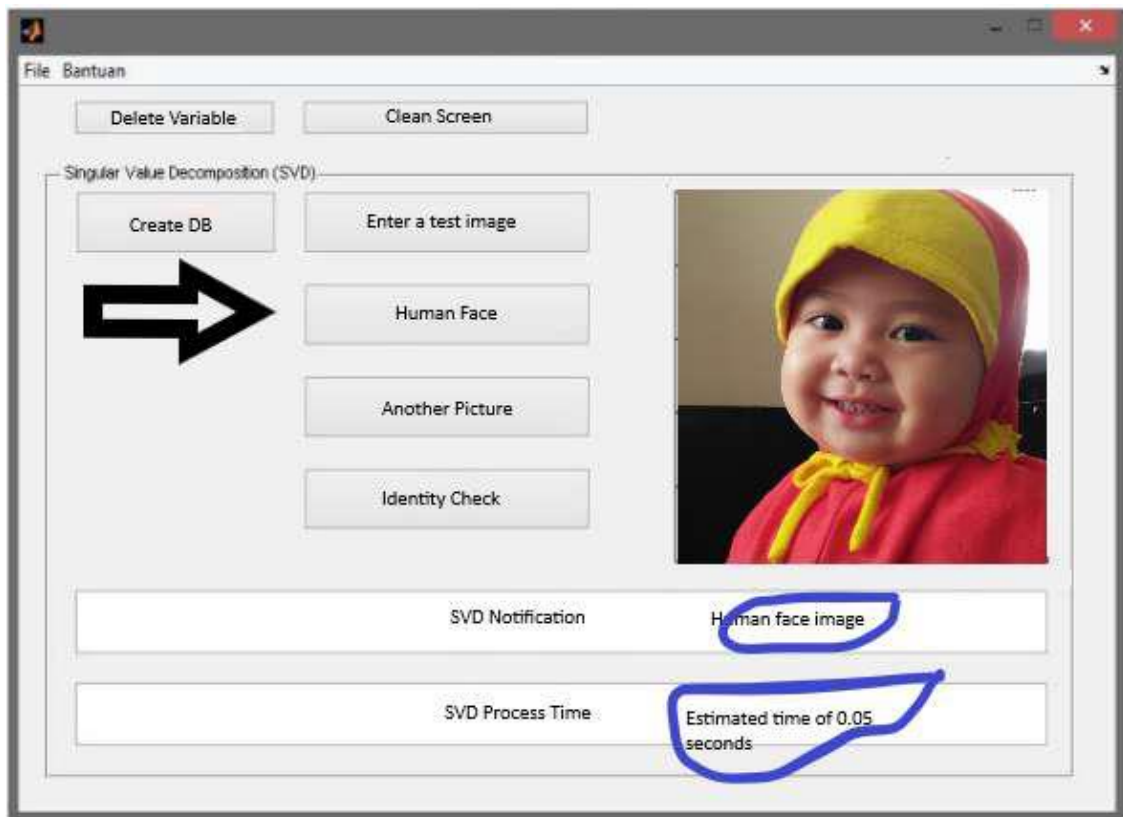 File Bantuan
Delete Variable
Clean Screen
Singular Value Decomposition (SVD)
Create DB
Enter a test image
Human Face
Another Picture
Identity Check
SVD Notification
Human face image
SVD Process Time
Estimated time of 0.05
seconds